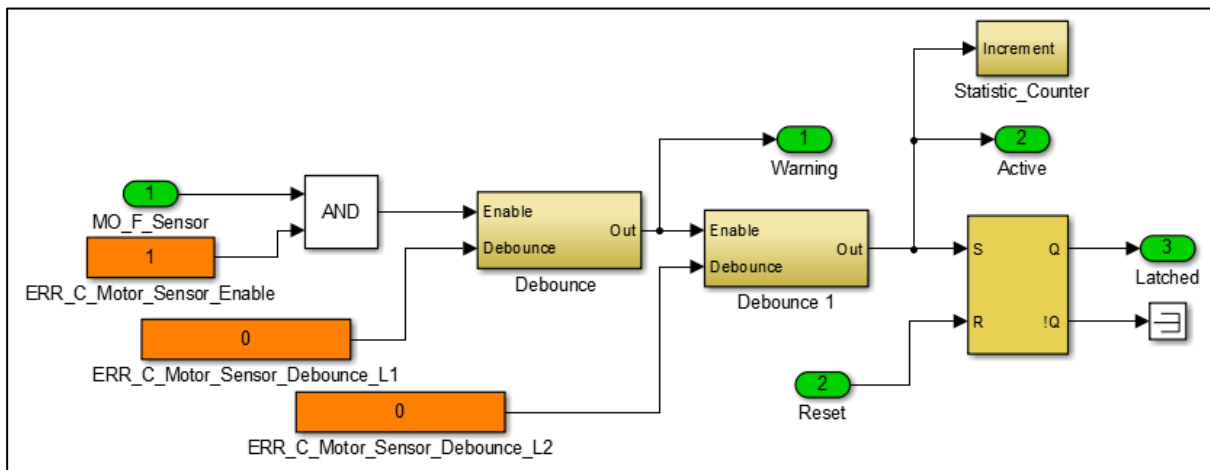 Increment
Statistic_Counter
1
Warning
2
Active
1
MO_F_Sensor
AND
1
ERR_C_Motor_Sensor_Enable
Enable
Debounce
Out
Debounce
Enable
Debounce
Out
Debounce 1
S
Q
R
!Q
3
Latched
0
ERR_C_Motor_Sensor_Debounce_L1
0
ERR_C_Motor_Sensor_Debounce_L2
2
Reset